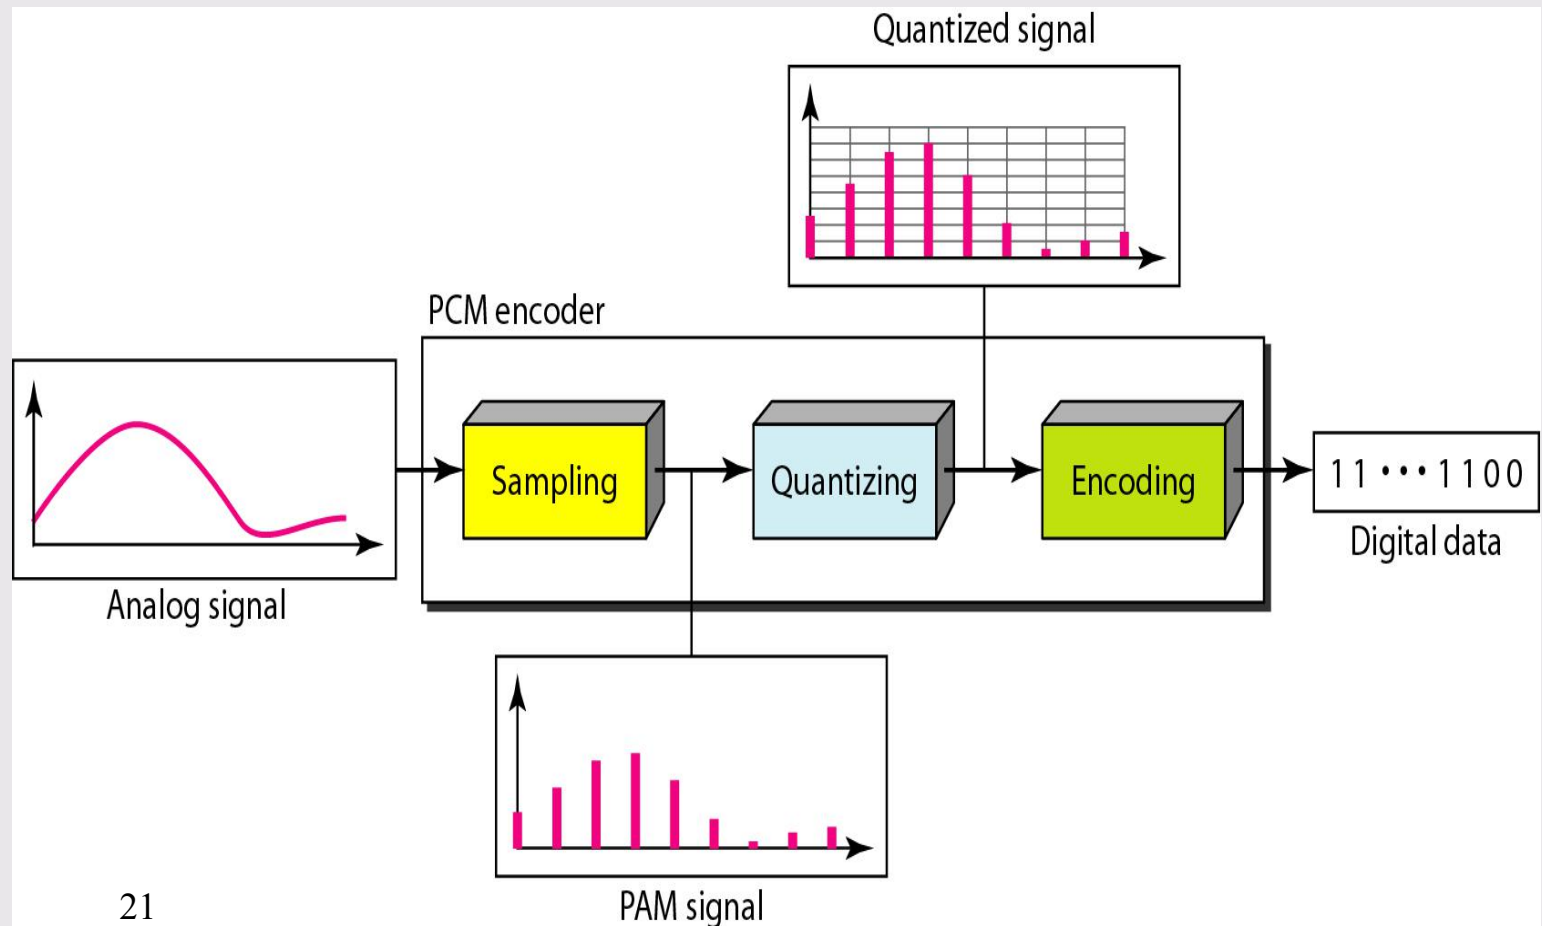 Quantized signal
PCM encoder
Sampling
Quantizing
Encoding
11 • • • 1100
Digital data
Analog signal
PAM signal
21